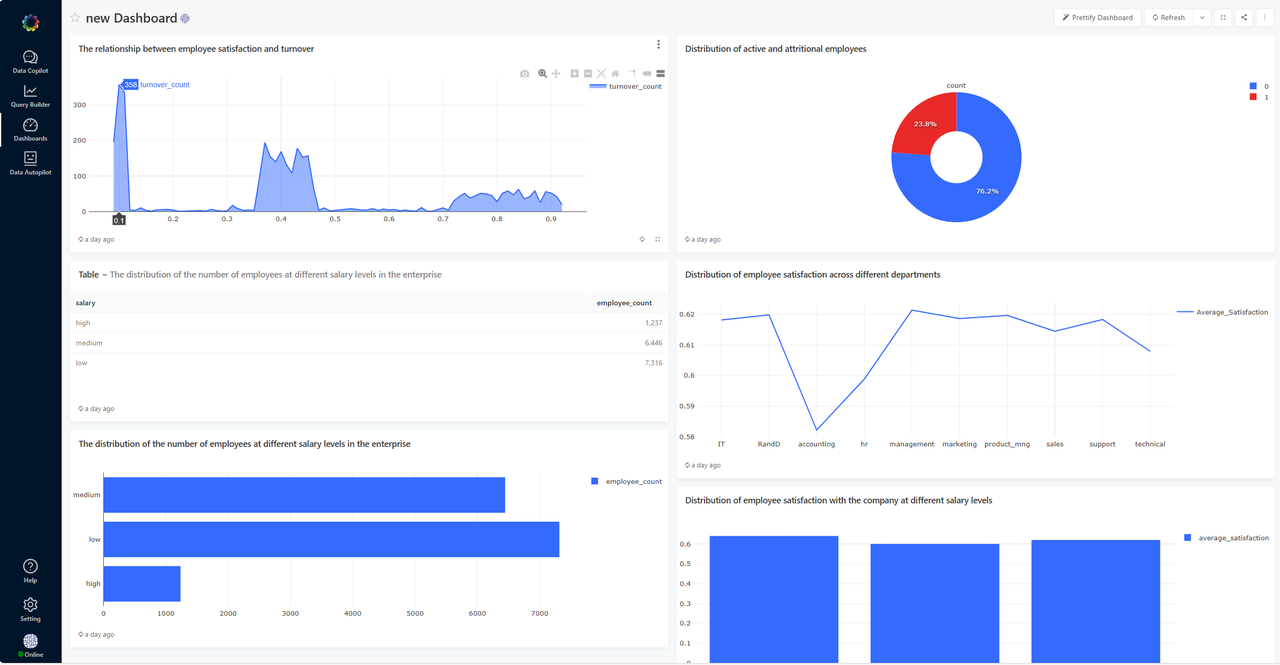 new Dashboard
Prettify Dashboard
Refresh
Data Copilot
Query Builder
Dashboards
Data Autopilot
Help
Setting
Online
The relationship between employee satisfaction and turnover
358 turnover_count
turnover_count
300
200
100
0
0.1 0.2 0.3 0.4 0.5 0.6 0.7 0.8 0.9
a day ago
Distribution of active and attritional employees
count
0
1
23.8%
76.2%
a day ago
Table – The distribution of the number of employees at different salary levels in the enterprise
salary employee_count
high 1,237
medium 6,446
low 7,316
a day ago
Distribution of employee satisfaction across different departments
Average_Satisfaction
0.62
0.61
0.6
0.59
0.58
IT RandD accounting hr management marketing product_mng sales support technical
a day ago
The distribution of the number of employees at different salary levels in the enterprise
employee_count
medium
low
high
0 1000 2000 3000 4000 5000 6000 7000
a day ago
Distribution of employee satisfaction with the company at different salary levels
average_satisfaction
0.6
0.5
0.4
0.3
0.2
0.1
0